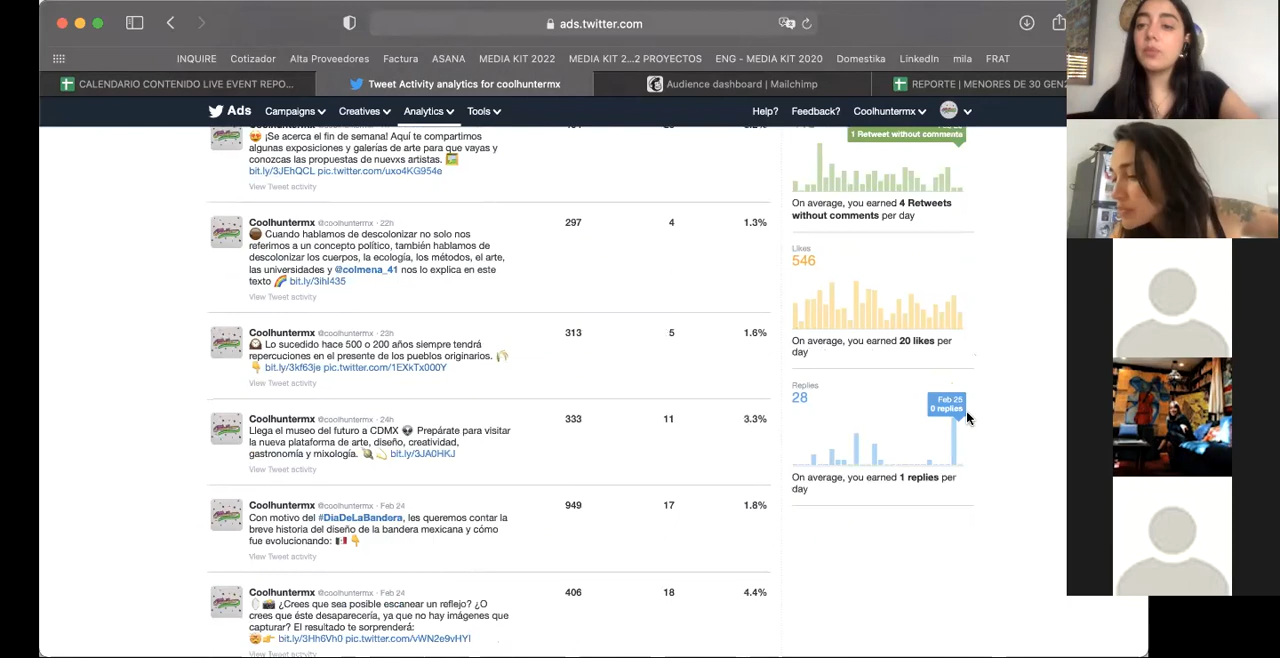 ads.twitter.com
INQUIRE Cotizador Alta Proveedores Factura ASANA MEDIA KIT 2022 MEDIA KIT 2...2 PROYECTOS ENG - MEDIA KIT 2020 Domestika LinkedIn mila FRAT
CALENDARIO CONTENIDO LIVE EVENT REPO... Tweet Activity analytics for coolhuntermx Audience dashboard | Mailchimp REPORTE | MENORES DE 30 GEN
Ads Campaigns Creatives Analytics Tools Help? Feedback? Coolhuntermx
😍 ¡Se acerca el fin de semana! Aquí te compartimos
algunas exposiciones y galerías de arte para que vayas y
conozcas las propuestas de nuevxs artistas. 🖼️
bit.ly/3JEhQCL pic.twitter.com/uxo4KG954e
View Tweet activity
Coolhuntermx @coolhuntermx · 22h 297 4 1.3%
Cuando hablamos de descolonizar no solo nos
referimos a un concepto político, también hablamos de
descolonizar los cuerpos, la ecología, los métodos, el arte,
las universidades y @colmena_41 nos lo explica en este
texto 🌈 bit.ly/3ihl435
View Tweet activity
Coolhuntermx @coolhuntermx · 23h 313 5 1.6%
Lo sucedido hace 500 o 200 años siempre tendrá
repercuciones en el presente de los pueblos originarios.
👇 bit.ly/3kf63je pic.twitter.com/1EXkTx000Y
View Tweet activity
Coolhuntermx @coolhuntermx · 24h 333 11 3.3%
Llega el museo del futuro a CDMX 👽 Prepárate para visitar
la nueva plataforma de arte, diseño, creatividad,
gastronomía y mixología. bit.ly/3JA0HKJ
View Tweet activity
Coolhuntermx @coolhuntermx · Feb 24 949 17 1.8%
Con motivo del #DiaDeLaBandera, les queremos contar la
breve historia del diseño de la bandera mexicana y cómo
fue evolucionando: 🇲🇽 👇
View Tweet activity
Coolhuntermx @coolhuntermx · Feb 24 406 18 4.4%
📸 ¿Crees que sea posible escanear un reflejo? ¿O
crees que éste desaparecería, ya que no hay imágenes que
capturar? El resultado te sorprenderá:
🤯👉 bit.ly/3Hh6Vh0 pic.twitter.com/vWN2e9vHYI
View Tweet activity
1 Retweet without comments
On average, you earned 4 Retweets
without comments per day
Likes
546
On average, you earned 20 likes per
day
Replies
28
Feb 25
0 replies
On average, you earned 1 replies per
day